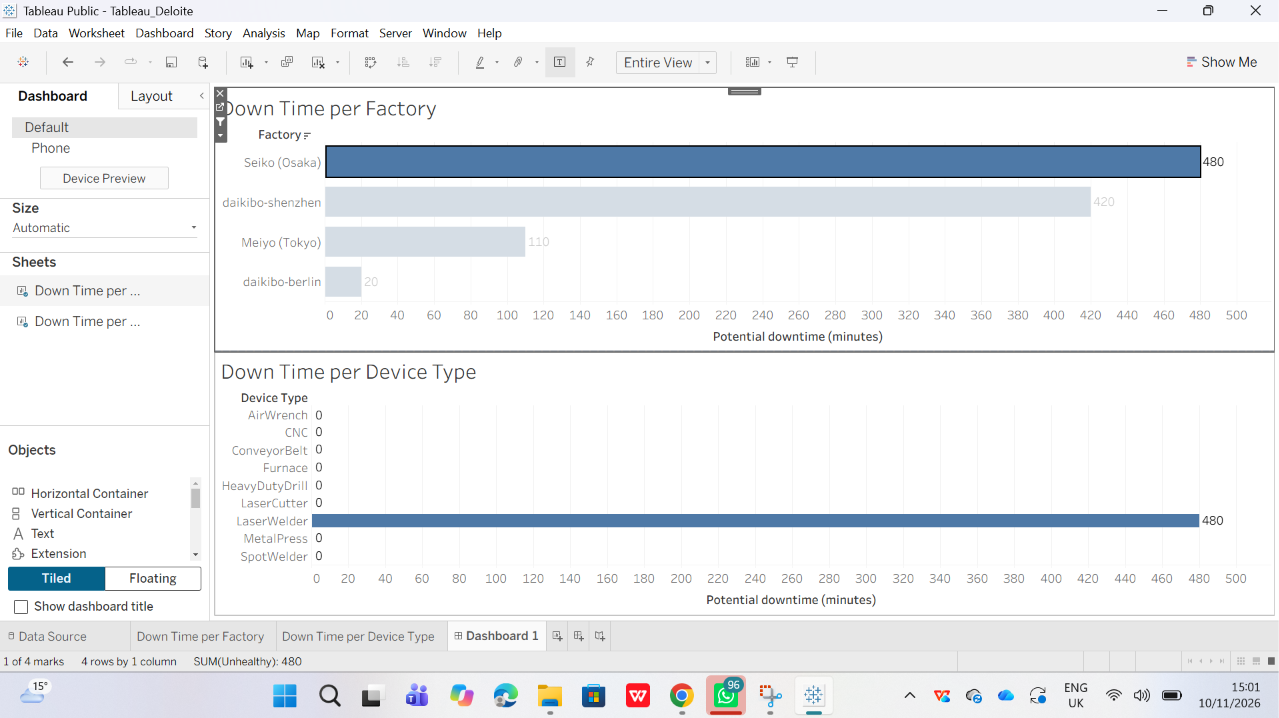 Tableau Public - Tableau_Deloite
File Data Worksheet Dashboard Story Analysis Map Format Server Window Help
Entire View
Show Me
Dashboard Layout
Default
Phone
Device Preview
Size
Automatic
Sheets
Down Time per ...
Down Time per ...
Objects
Horizontal Container
Vertical Container
Text
Extension
Tiled Floating
Show dashboard title
Down Time per Factory
Factory
Seiko (Osaka) 480
daikibo-shenzhen 420
Meiyo (Tokyo) 110
daikibo-berlin 20
0 20 40 60 80 100 120 140 160 180 200 220 240 260 280 300 320 340 360 380 400 420 440 460 480 500
Potential downtime (minutes)
Down Time per Device Type
Device Type
AirWrench 0
CNC 0
ConveyorBelt 0
Furnace 0
HeavyDutyDrill 0
LaserCutter 0
LaserWelder 480
MetalPress 0
SpotWelder 0
0 20 40 60 80 100 120 140 160 180 200 220 240 260 280 300 320 340 360 380 400 420 440 460 480 500
Potential downtime (minutes)
Data Source Down Time per Factory Down Time per Device Type Dashboard 1
1 of 4 marks 4 rows by 1 column SUM(Unhealthy): 480
15°
96
ENG
UK
15:01
10/11/2026